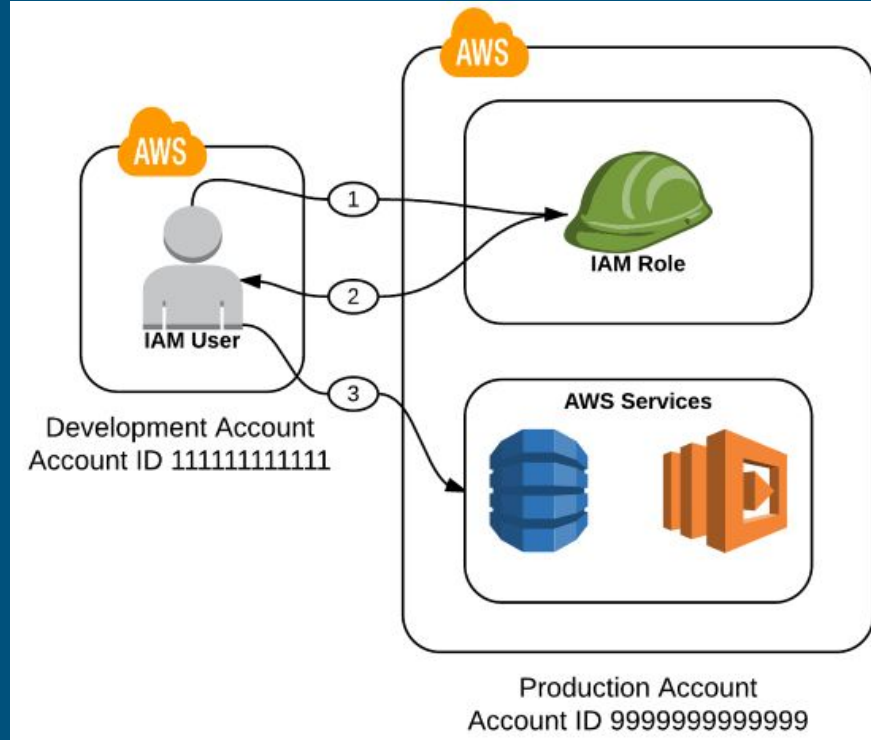 AWS
AWS
1
IAM Role
2
IAM User
3
AWS Services
Development Account
Account ID 111111111111
Production Account
Account ID 9999999999999